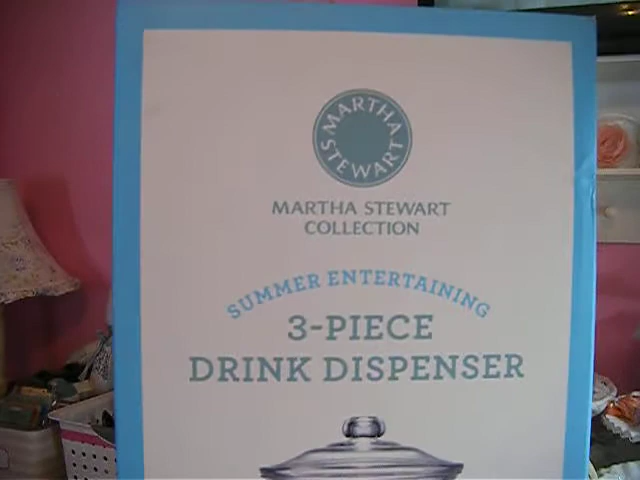 MARTHA
STEWART
MARTHA STEWART
COLLECTION
SUMMER ENTERTAINING
3-PIECE
DRINK DISPENSER